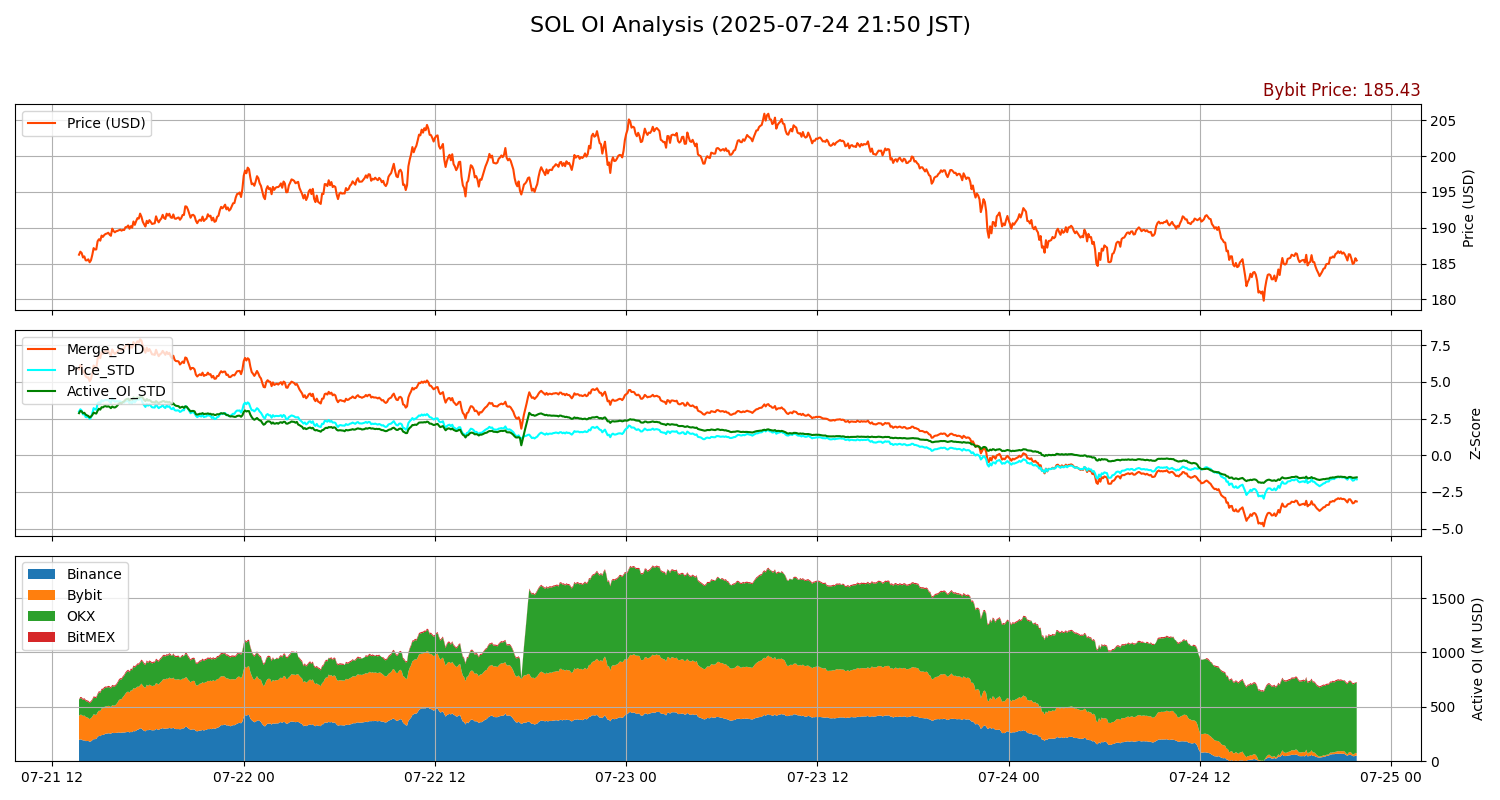 SOL OI Analysis (2025-07-24 21:50 JST)
Bybit Price: 185.43
Price (USD)
205
200
195
190
185
180
Price (USD)
Merge_STD
Price_STD
Active_OI_STD
7.5
5.0
2.5
0.0
−2.5
−5.0
Z-Score
Binance
Bybit
OKX
BitMEX
1500
1000
500
0
Active OI (M USD)
07-21 12
07-22 00
07-22 12
07-23 00
07-23 12
07-24 00
07-24 12
07-25 00